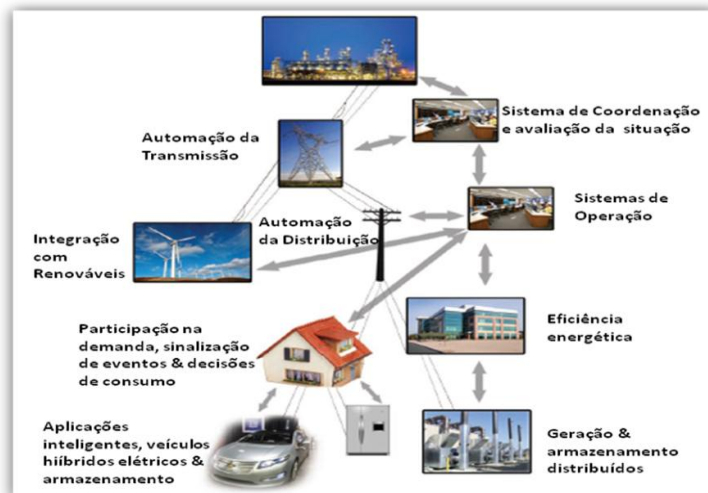 Sistema de Coordenação
e avaliação da situação
Automação da
Transmissão
Sistemas de
Operação
Automação
da Distribuição
Integração
com
Renováveis
Eficiência
energética
Participação na
demanda, sinalização
de eventos & decisões
de consumo
Aplicações
inteligentes, veículos
hiíbridos elétricos &
armazenamento
Geração &
armazenamento
distribuídos